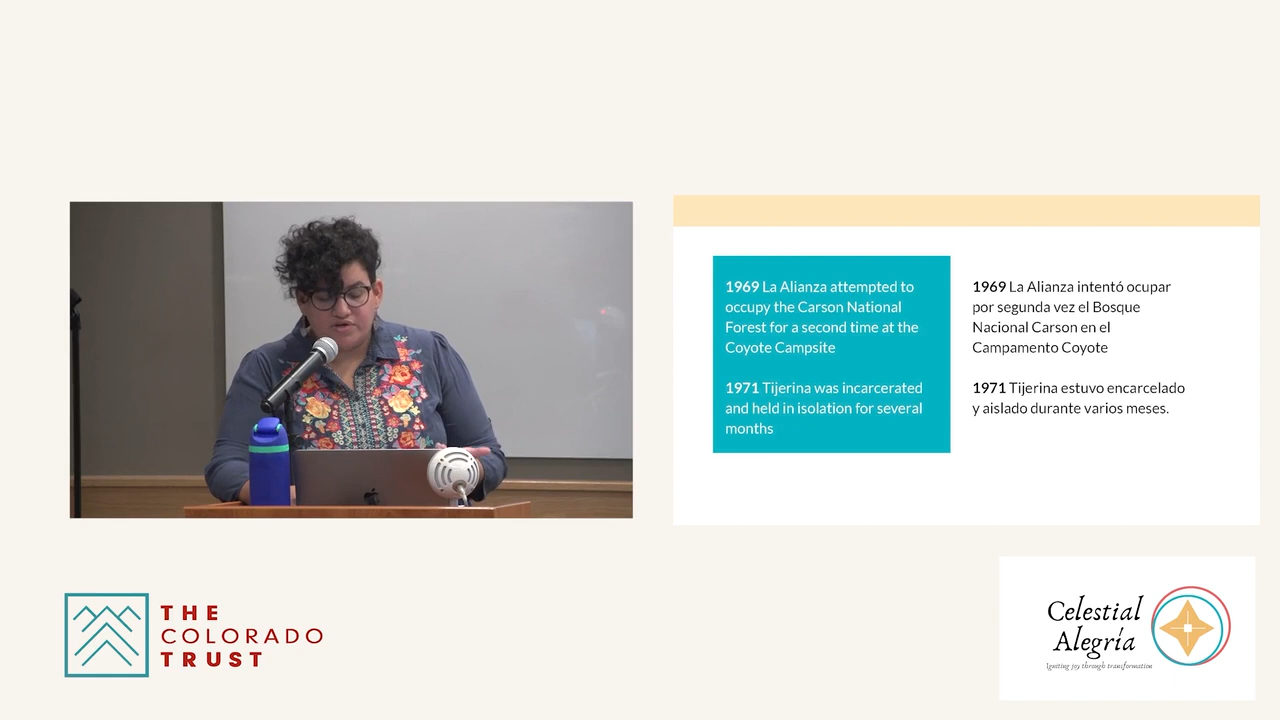 1969 La Alianza attempted to
occupy the Carson National
Forest for a second time at the
Coyote Campsite
1971 Tijerina was incarcerated
and held in isolation for several
months
1969 La Alianza intentó ocupar
por segunda vez el Bosque
Nacional Carson en el
Campamento Coyote
1971 Tijerina estuvo encarcelado
y aislado durante varios meses.
THE
COLORADO
TRUST
Celestial
Alegría
Igniting joy through transformation